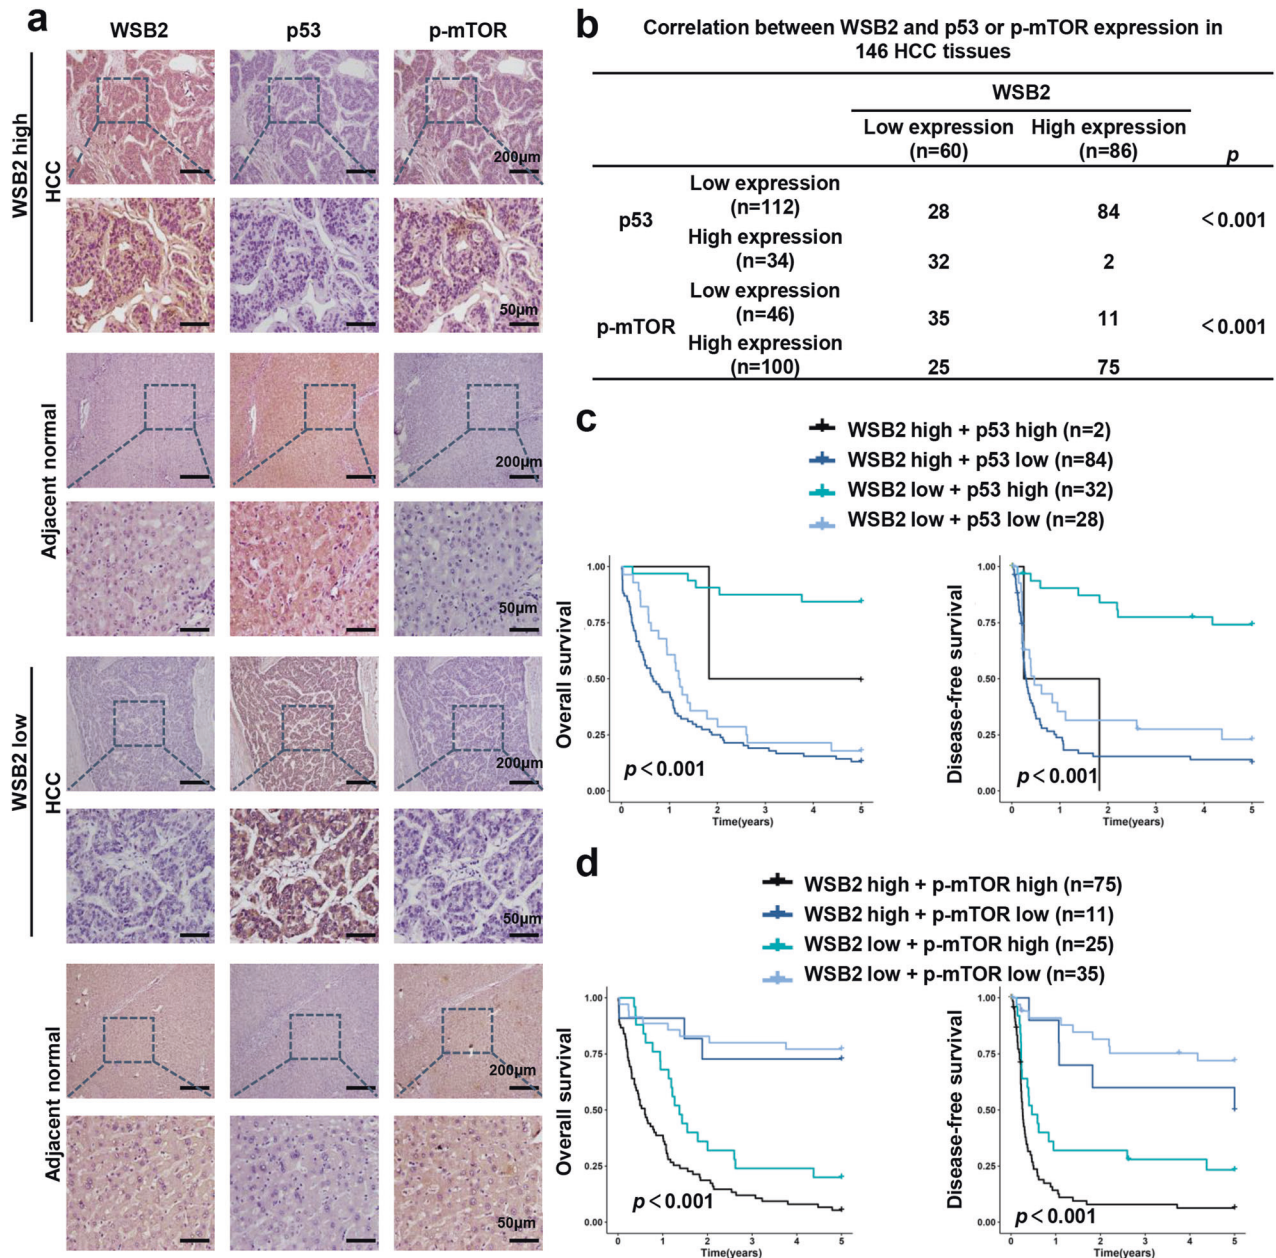 a
WSB2 p53 p-mTOR
WSB2 high
HCC
200μm
50μm
Adjacent normal
200μm
50μm
WSB2 low
HCC
200μm
50μm
Adjacent normal
200μm
50μm
b
Correlation between WSB2 and p53 or p-mTOR expression in
146 HCC tissues
WSB2
Low expression High expression
(n=60) (n=86) p
Low expression
(n=112)
p53 28 84 <0.001
High expression
(n=34) 32 2
Low expression
(n=46)
p-mTOR 35 11 <0.001
High expression
(n=100) 25 75
c
WSB2 high + p53 high (n=2)
WSB2 high + p53 low (n=84)
WSB2 low + p53 high (n=32)
WSB2 low + p53 low (n=28)
Overall survival
1.00
0.75
0.50
0.25
0.00
p<0.001
0 1 2 3 4 5
Time(years)
Disease-free survival
1.00
0.75
0.50
0.25
0.00
p<0.001
0 1 2 3 4 5
Time(years)
d
WSB2 high + p-mTOR high (n=75)
WSB2 high + p-mTOR low (n=11)
WSB2 low + p-mTOR high (n=25)
WSB2 low + p-mTOR low (n=35)
Overall survival
1.00
0.75
0.50
0.25
0.00
p<0.001
0 1 2 3 4 5
Time(years)
Disease-free survival
1.00
0.75
0.50
0.25
0.00
p<0.001
0 1 2 3 4 5
Time(years)